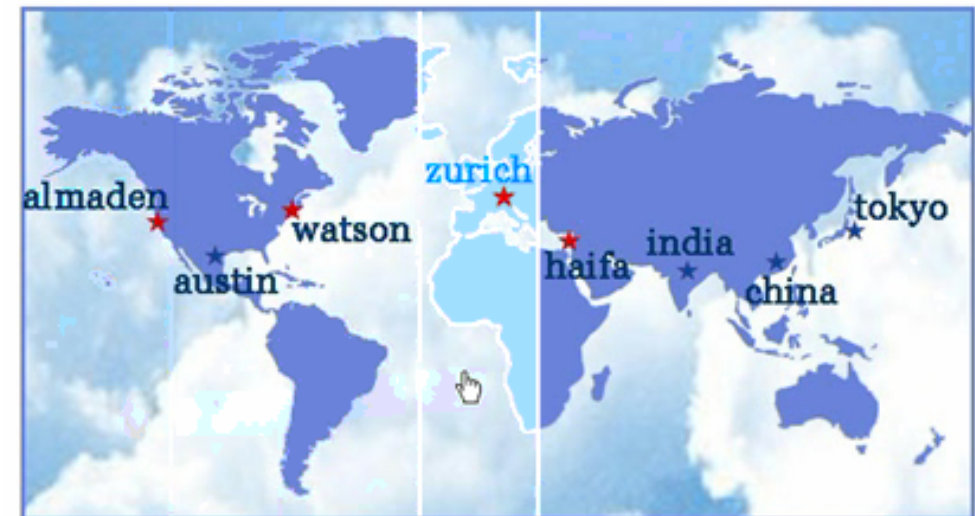 zurich
almaden
tokyo
watson
india
haifa
austin
china